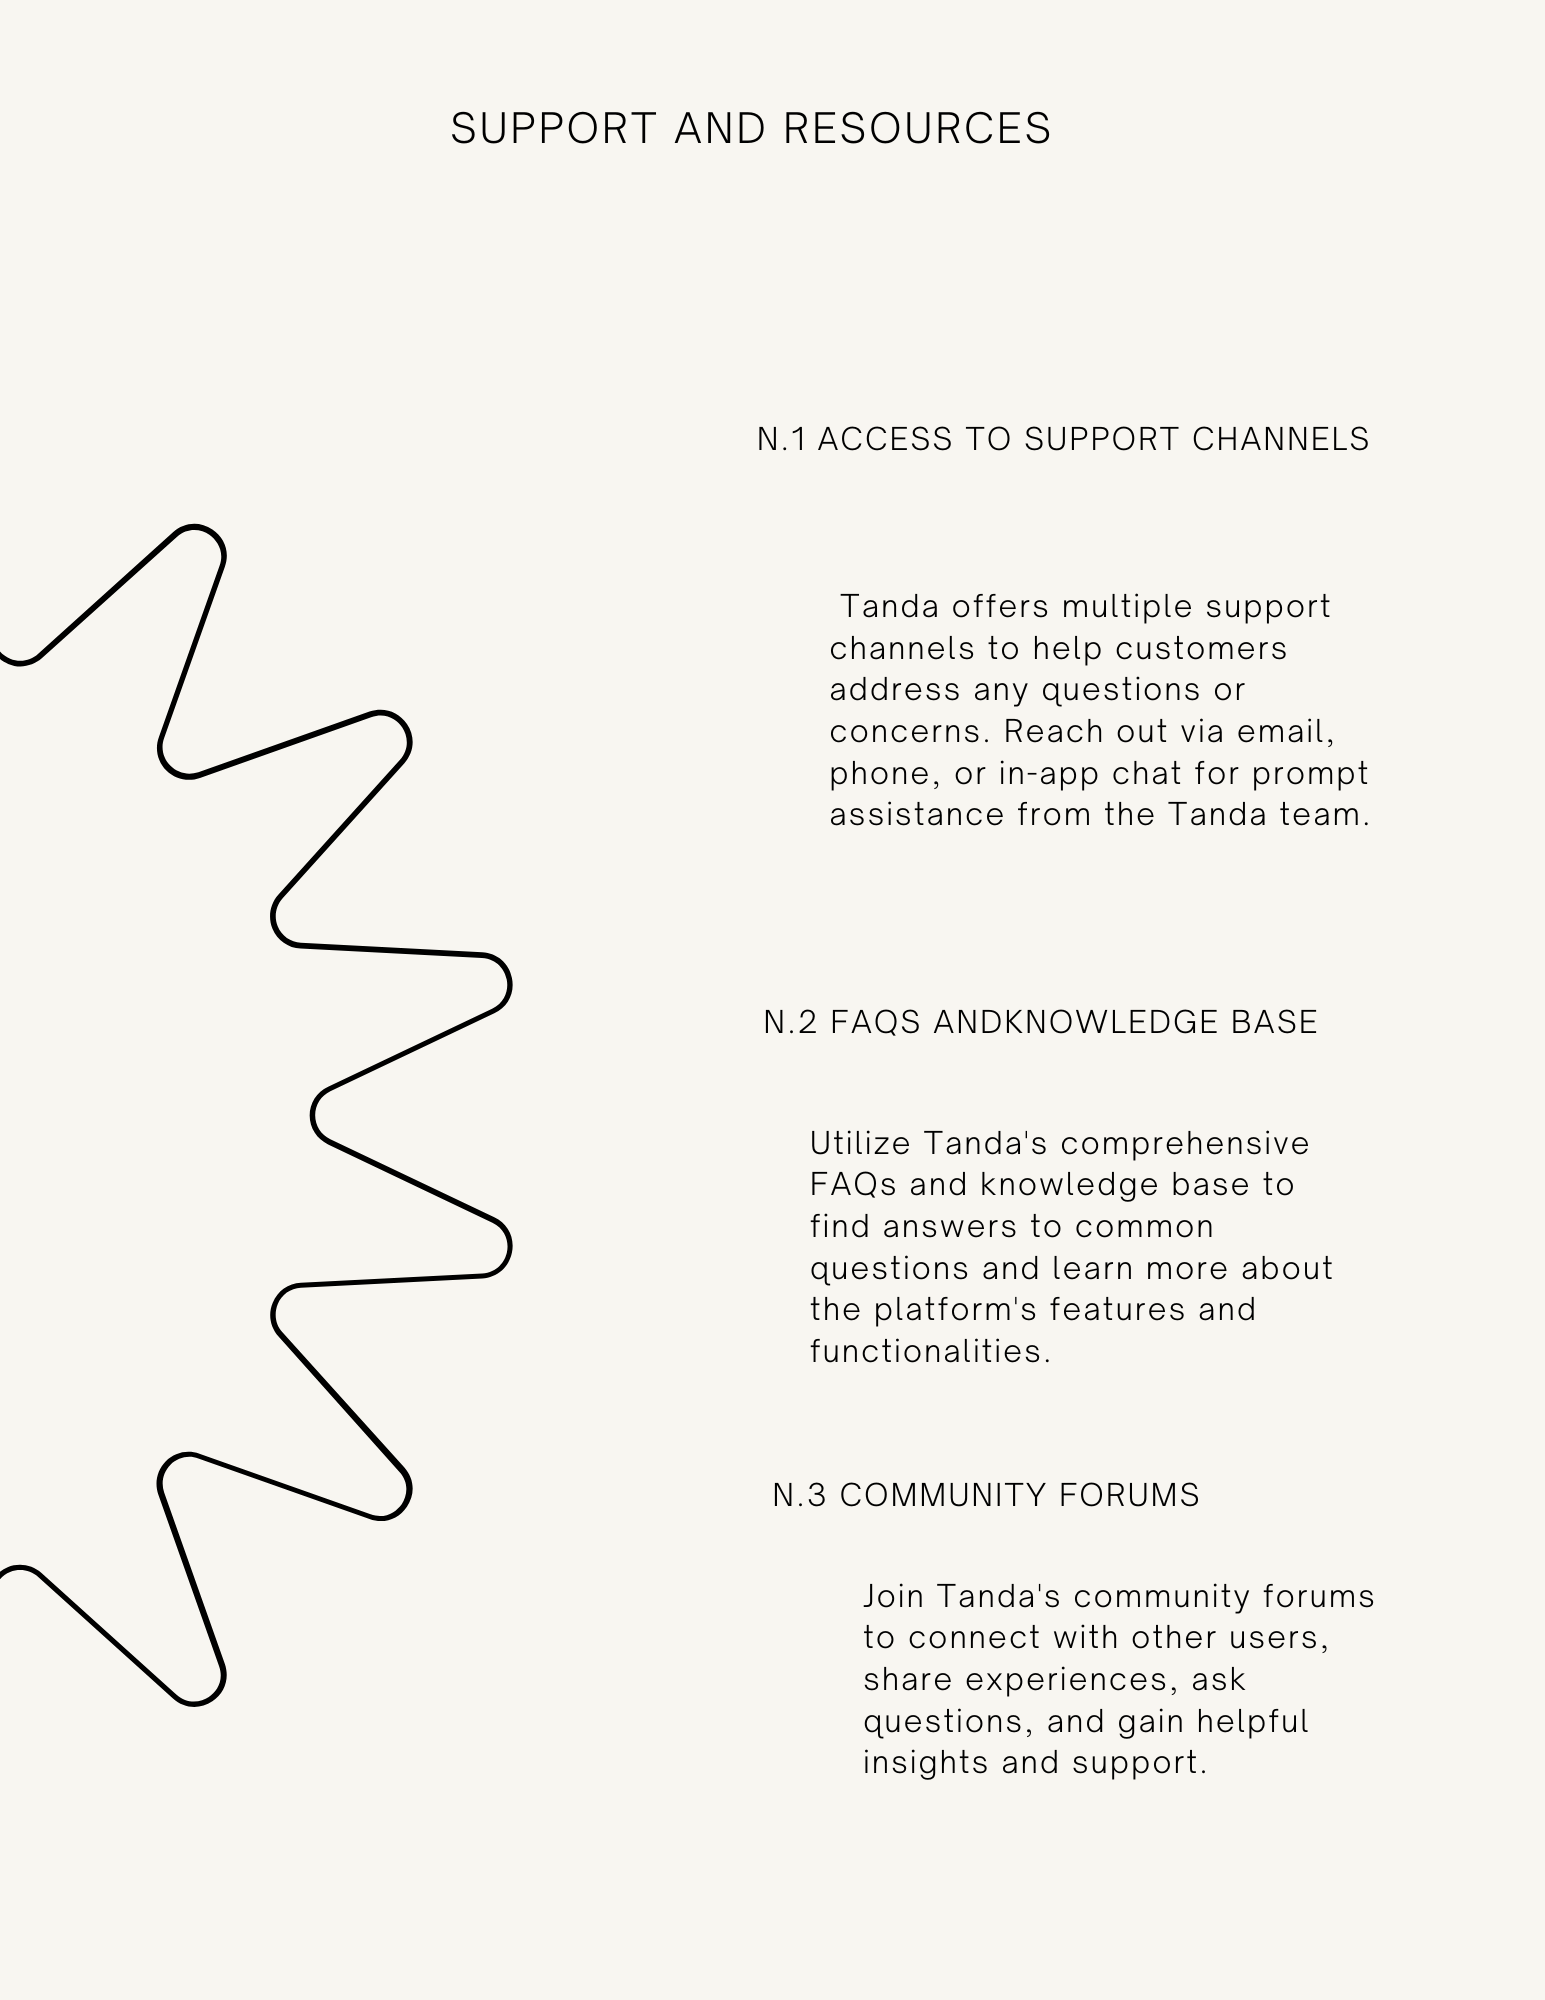 SUPPORT AND RESOURCES
N.1 ACCESS TO SUPPORT CHANNELS
Tanda offers multiple support
channels to help customers
address any questions or
concerns. Reach out via email,
phone, or in-app chat for prompt
assistance from the Tanda team.
N.2 FAQS ANDKNOWLEDGE BASE
Utilize Tanda's comprehensive
FAQs and knowledge base to
find answers to common
questions and learn more about
the platform's features and
functionalities.
N.3 COMMUNITY FORUMS
Join Tanda's community forums
to connect with other users,
share experiences, ask
questions, and gain helpful
insights and support.